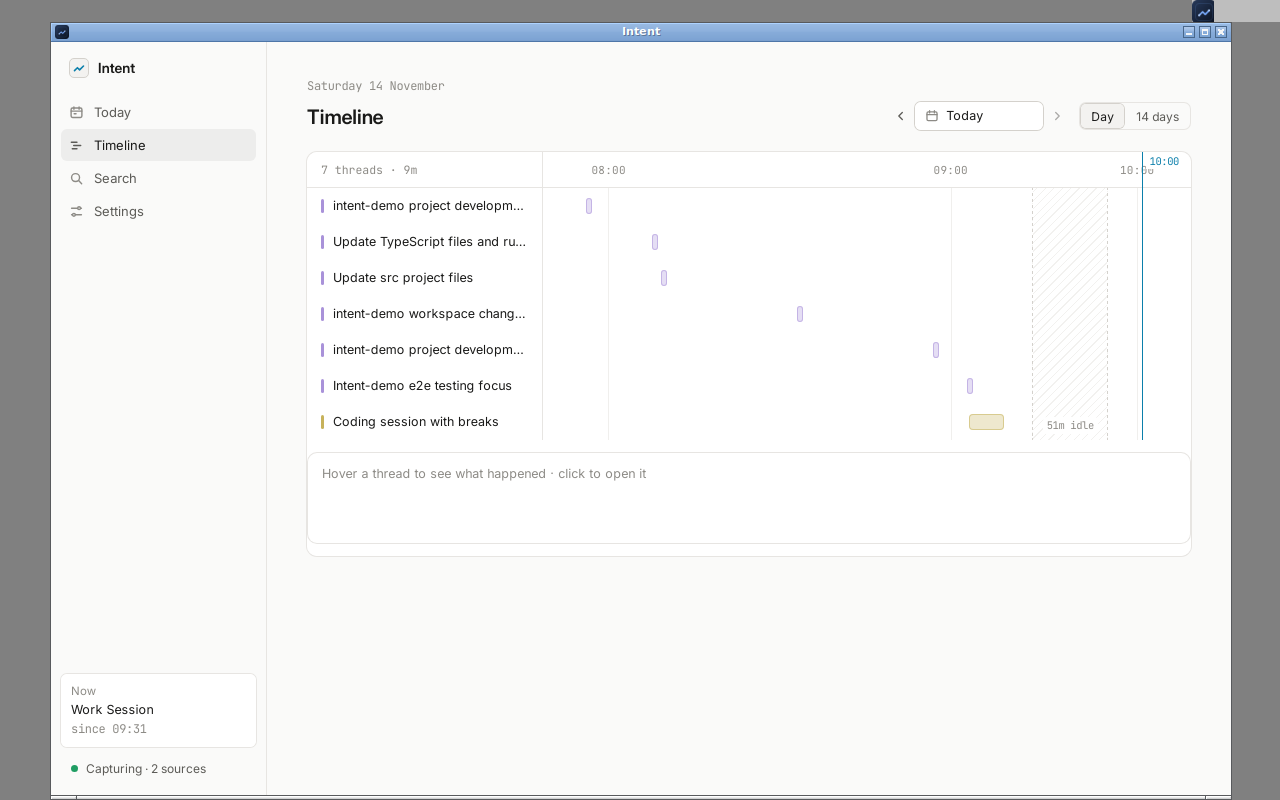 Intent
Intent
Today
Timeline
Search
Settings
Saturday 14 November
Timeline
Today
Day
14 days
7 threads · 9m
08:00
09:00
10:00
10:00
intent-demo project developm...
Update TypeScript files and ru...
Update src project files
intent-demo workspace chang...
intent-demo project developm...
Intent-demo e2e testing focus
Coding session with breaks
51m idle
Hover a thread to see what happened · click to open it
Now
Work Session
since 09:31
Capturing · 2 sources